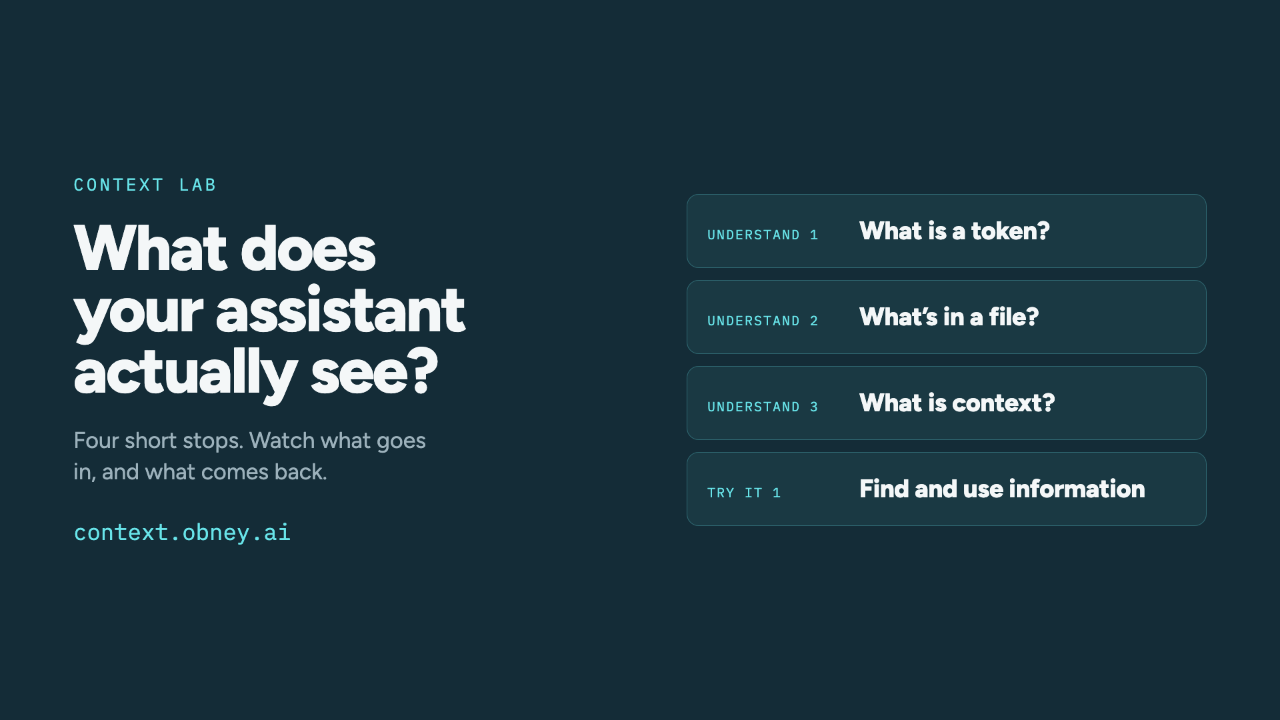 CONTEXT LAB
What does
your assistant
actually see?
Four short stops. Watch what goes
in, and what comes back.
context.obney.ai
UNDERSTAND 1 What is a token?
UNDERSTAND 2 What’s in a file?
UNDERSTAND 3 What is context?
TRY IT 1 Find and use information